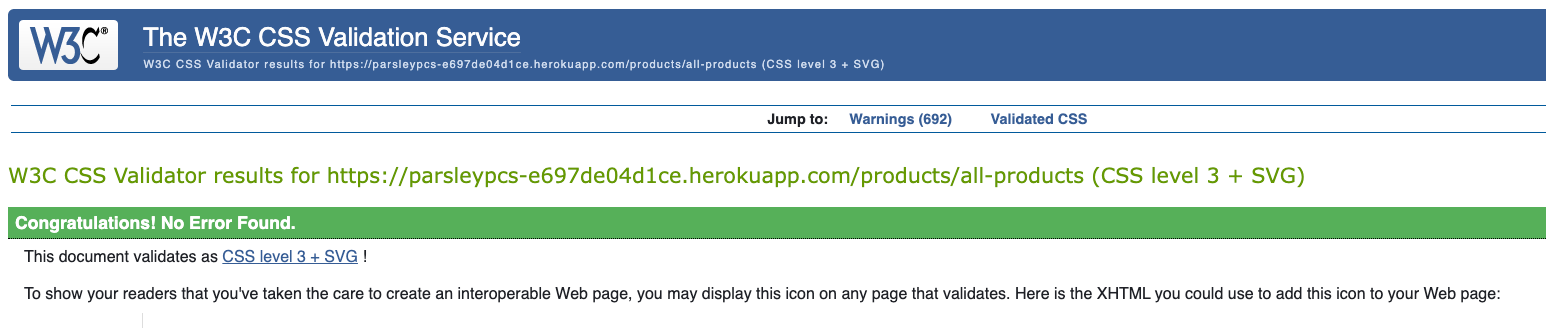 W3C®
The W3C CSS Validation Service
W3C CSS Validator results for https://parsleypcs-e697de04d1ce.herokuapp.com/products/all-products (CSS level 3 + SVG)
Jump to: Warnings (692) Validated CSS
W3C CSS Validator results for https://parsleypcs-e697de04d1ce.herokuapp.com/products/all-products (CSS level 3 + SVG)
Congratulations! No Error Found.
This document validates as CSS level 3 + SVG !
To show your readers that you've taken the care to create an interoperable Web page, you may display this icon on any page that validates. Here is the XHTML you could use to add this icon to your Web page: